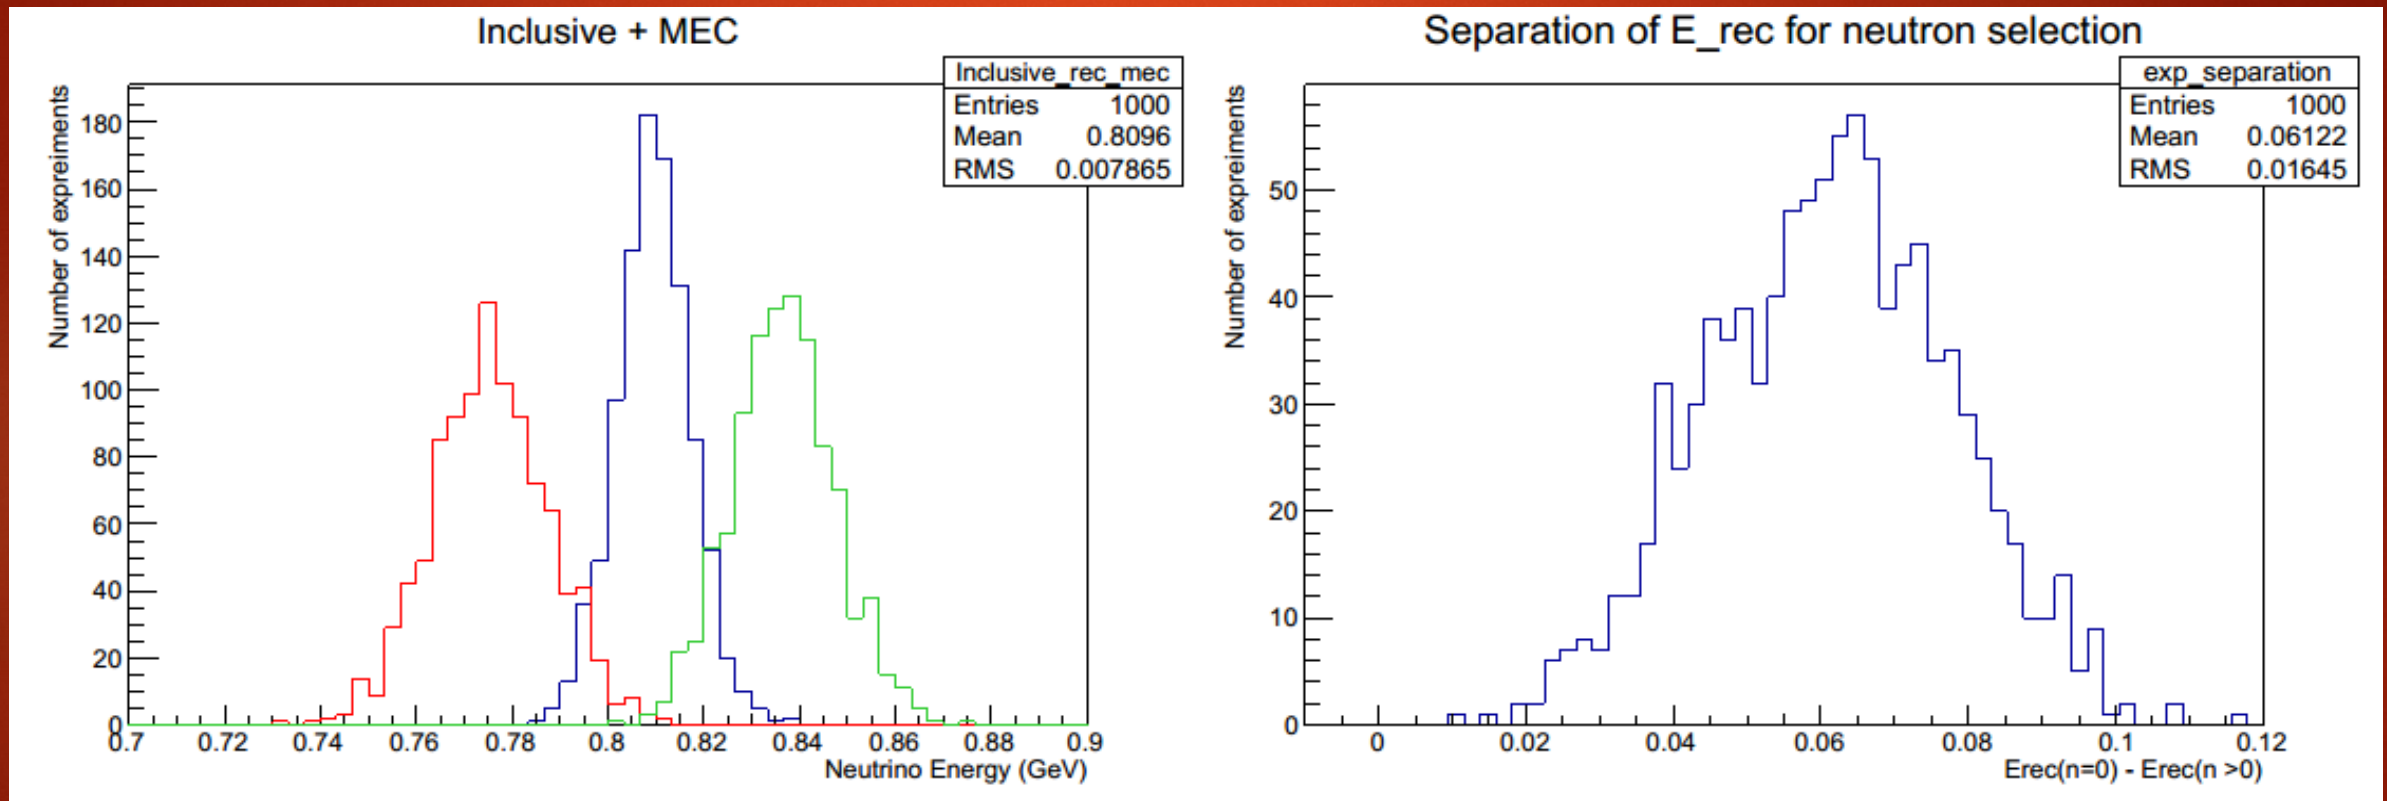 Inclusive + MEC
Inclusive_rec_mec
Entries 1000
Mean 0.8096
RMS 0.007865
Number of expreiments
180
160
140
120
100
80
60
40
20
0
0.7 0.72 0.74 0.76 0.78 0.8 0.82 0.84 0.86 0.88 0.9
Neutrino Energy (GeV)
Separation of E_rec for neutron selection
exp_separation
Entries 1000
Mean 0.06122
RMS 0.01645
Number of expreiments
50
40
30
20
10
0
0 0.02 0.04 0.06 0.08 0.1 0.12
Erec(n=0) - Erec(n >0)